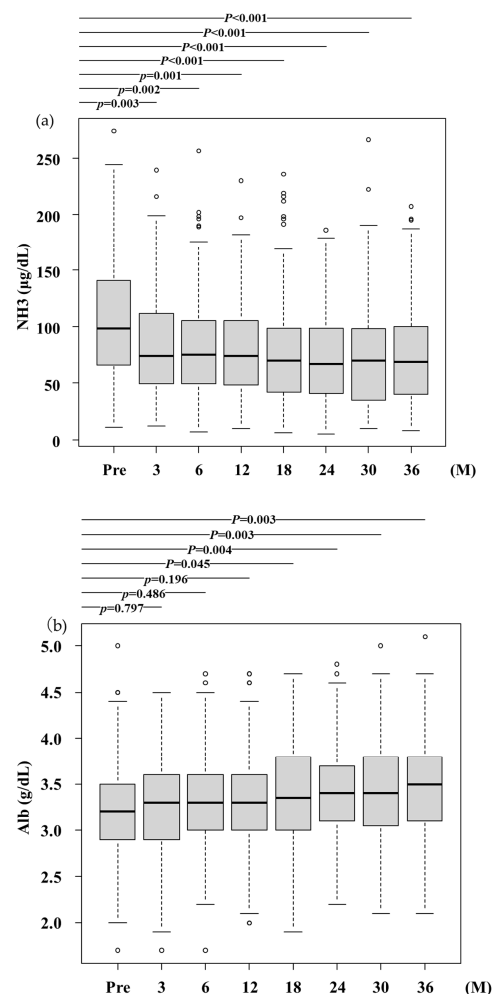 P<0.001
P<0.001
P<0.001
P<0.001
p=0.001
p=0.002
p=0.003
(a)
NH3 (µg/dL)
250
200
150
100
50
0
Pre 3 6 12 18 24 30 36 (M)
P=0.003
P=0.003
P=0.004
P=0.045
p=0.196
p=0.486
p=0.797
(b)
Alb (g/dL)
5.0
4.5
4.0
3.5
3.0
2.5
2.0
Pre 3 6 12 18 24 30 36 (M)